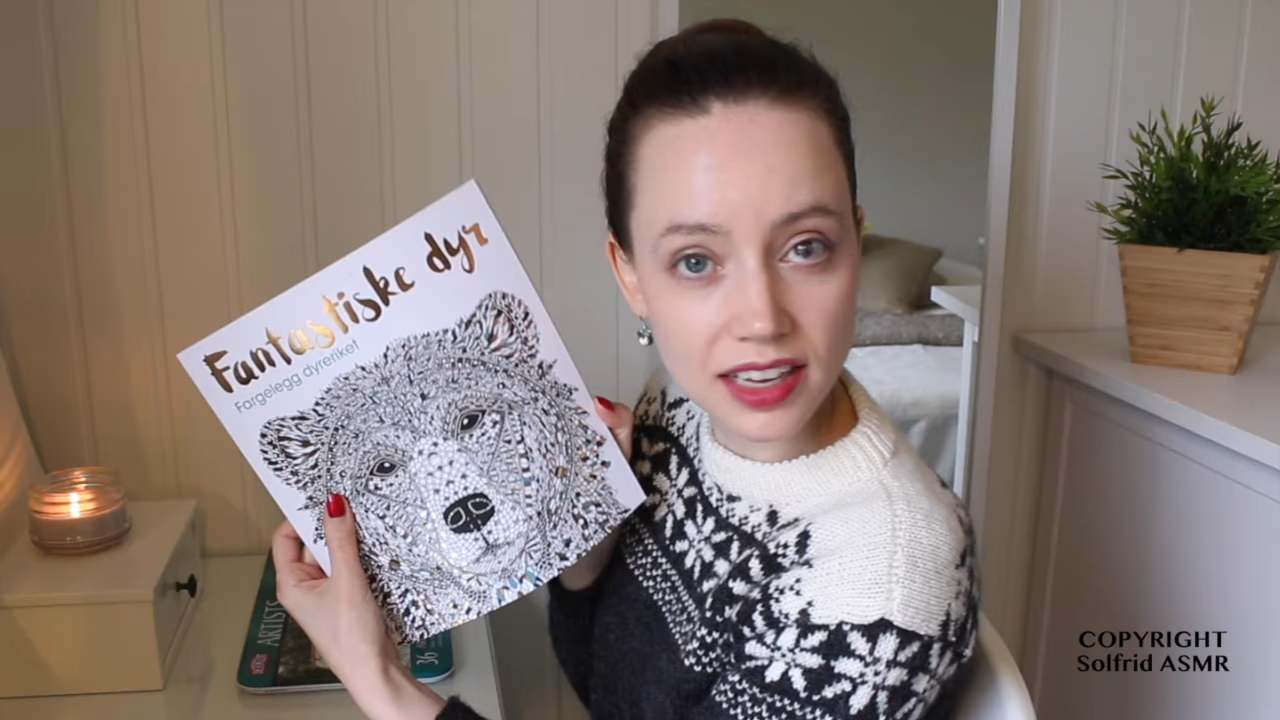 Fantastiske dyr
Fargelegg dyreriket
ARTISTS
36
COPYRIGHT
Solfrid ASMR